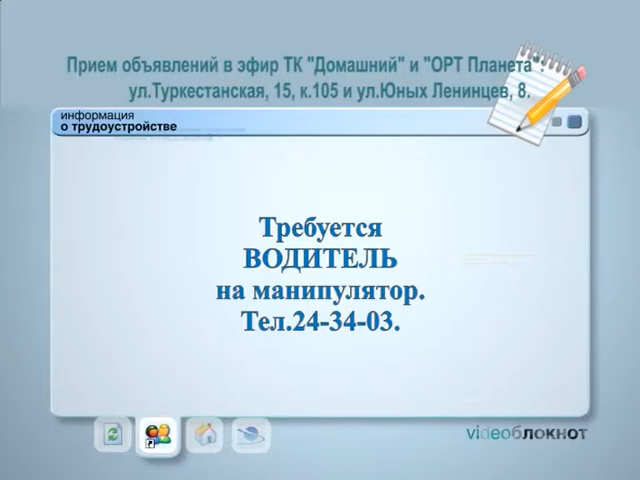 Прием объявлений в эфир ТК "Домашний" и "ОРТ Планета":
ул.Туркестанская, 15, к.105 и ул.Юных Ленинцев, 8.
информация
о трудоустройстве
Требуется
ВОДИТЕЛЬ
на манипулятор.
Тел.24-34-03.
videoблокнот